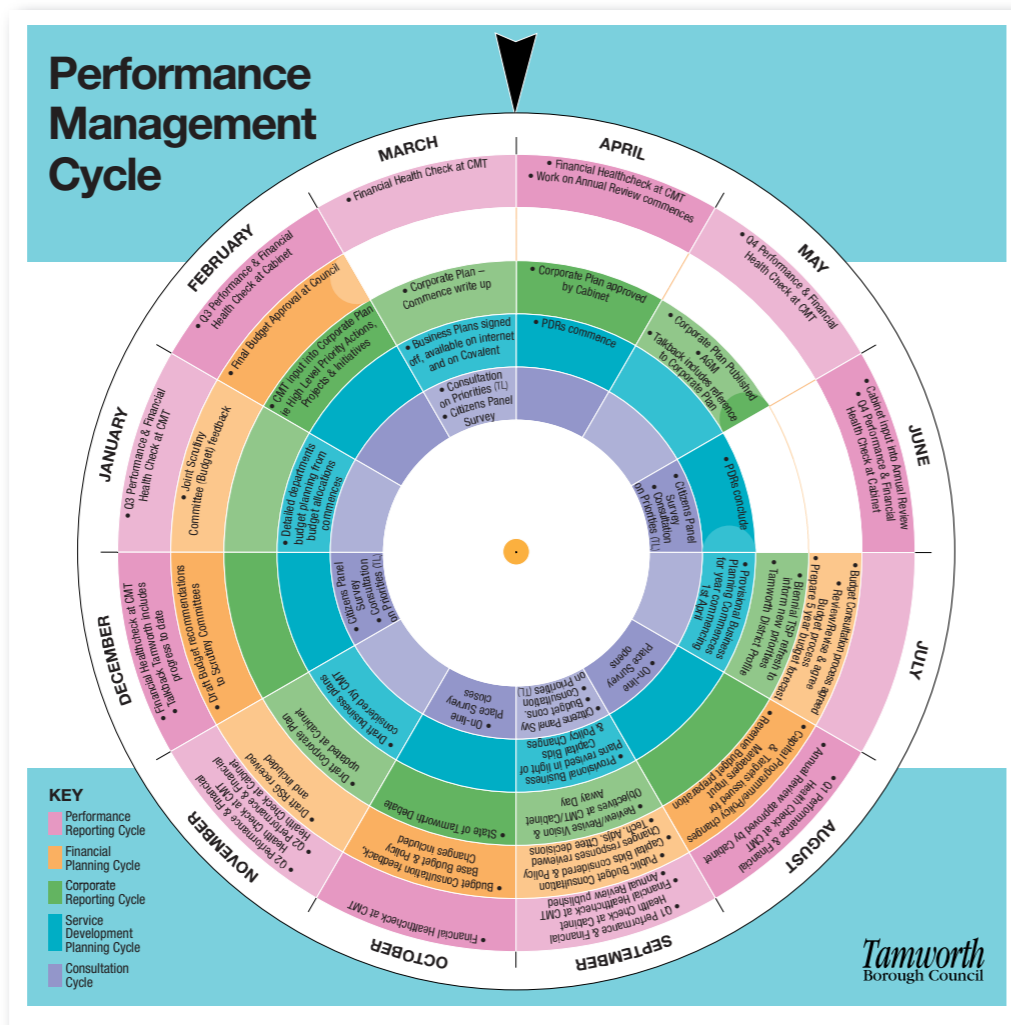 Performance
Management
Cycle
MARCH
• Financial Health Check at CMT
• Corporate Plan –
Commence write up
• Business Plans signed
off, available on internet
and on Covalent
• Consultation
on Priorities (TL)
• Citizens Panel
Survey
APRIL
• Financial Healthcheck at CMT
• Work on Annual Review commences
• Corporate Plan approved
by Cabinet
• PDRs commence
MAY
• Q4 Performance & Financial
Health Check at CMT
• Corporate Plan Published
• AGM
• Talkback includes reference
to Corporate Plan
JUNE
• Cabinet input into Annual Review
• Q4 Performance & Financial
Health Check at Cabinet
• PDRs conclude
• Citizens Panel
Survey
• Consultation
on Priorities (TL)
JULY
• Budget Consultation process agreed
• Review/Revise & agree
Budget process
• Prepare 5 year budget forecast
• Biennial TSP refresh to
inform new priorities
• Tamworth District Profile
• Provisional Business
Planning Commences
for year commencing
1st April
AUGUST
• Q1 Performance & Financial
Health Check at CMT
• Annual Review approved by Cabinet
• Capital Programme/Policy changes
& Targets issued for
Managers input
• Revenue Budget preparation
• On-line
Place Survey
opens
SEPTEMBER
• Q1 Performance & Financial
Health Check at Cabinet
• Financial Healthcheck at CMT
• Annual Review published
• Public Budget Consultation
• Capital Bids considered & Policy
Changes responses reviewed
• Tech. Adjs. Cttee decisions
• Review/Revise Vision &
Objectives at CMT/Cabinet
Away Day
• Provisional Business
Plans revised in light of
Capital Bids
& Policy Changes
• Citizens Panel Svy
• Budget cons.
• Consultation
on Priorities (TL)
OCTOBER
• Financial Healthcheck at CMT
• Budget Consultation feedback,
Base Budget & Policy
Changes included
• State of Tamworth Debate
• On-line
Place Survey
closes
NOVEMBER
• Q2 Performance & Financial
Health Check at CMT
• Q2 Performance & Financial
Health Check at Cabinet
• Draft RSG received
and included
• Draft Corporate Plan
updated at Cabinet
• Draft business plans
considered by CMT
DECEMBER
• Financial Healthcheck at CMT
• Talkback Tamworth includes
progress to date
• Draft Budget recommendations
to Scrutiny Committees
• Citizens Panel
Survey
• Consultation
on Priorities (TL)
JANUARY
• Q3 Performance & Financial
Health Check at CMT
• Joint Scrutiny
Committee (Budget) feedback
• Detailed departments
budget planning from
budget allocations
commences
FEBRUARY
• Q3 Performance & Financial
Health Check at Cabinet
• Final Budget Approval at Council
• CMT input into Corporate Plan
ie High Level Priority Actions,
Projects & Initiatives
KEY
Performance
Reporting Cycle
Financial
Planning Cycle
Corporate
Reporting Cycle
Service
Development
Planning Cycle
Consultation
Cycle
Tamworth
Borough Council